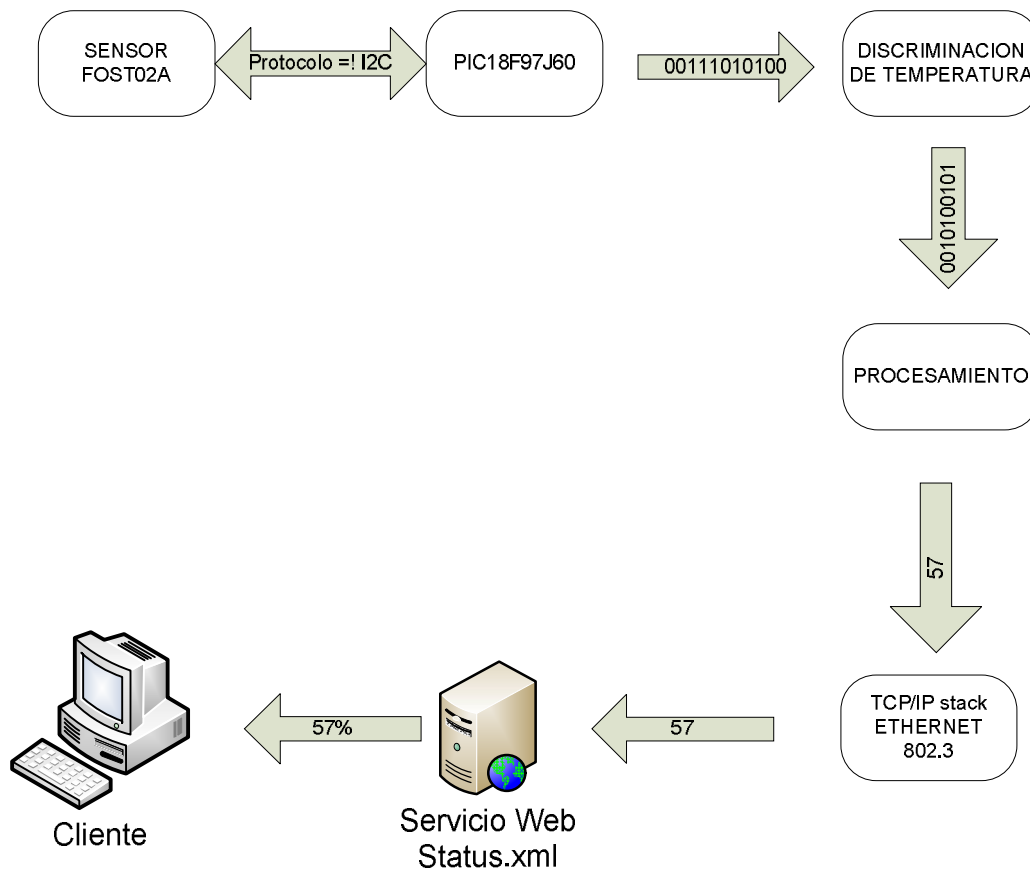 SENSOR
FOST02A
Protocolo =! I2C
PIC18F97J60
00111010100
DISCRIMINACION
DE TEMPERATURA
0010100101
PROCESAMIENTO
57
TCP/IP stack
ETHERNET
802.3
57
57%
Servicio Web
Status.xml
Cliente